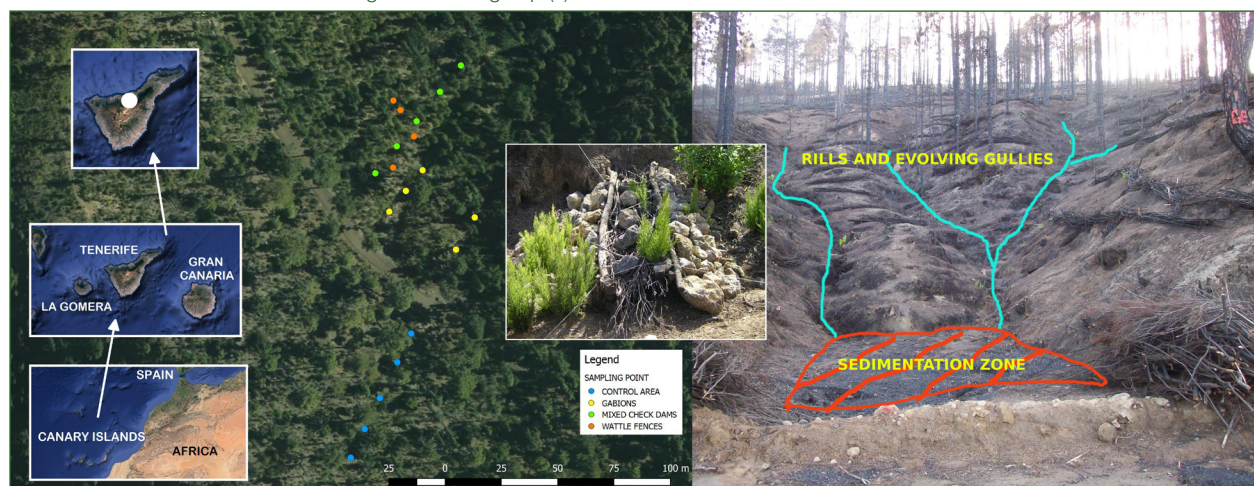 TENERIFE
GRAN
CANARIA
LA GOMERA
SPAIN
CANARY ISLANDS
AFRICA
Legend
SAMPLING POINT
CONTROL AREA
GABIONS
MIXED CHECK DAMS
WATTLE FENCES
25 0 25 50 75 100 m
RILLS AND EVOLVING GULLIES
SEDIMENTATION ZONE